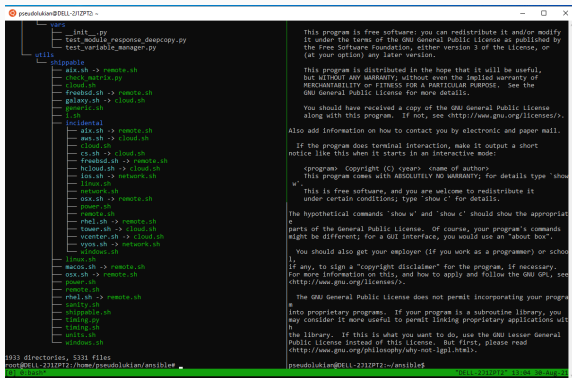 pseudolukian@DELL-2J1ZPT2: ~
vars
__init__.py
test_module_response_deepcopy.py
test_variable_manager.py
utils
shippable
aix.sh -> remote.sh
check_matrix.py
cloud.sh
freebsd.sh -> remote.sh
galaxy.sh -> cloud.sh
generic.sh
i.sh
incidental
aix.sh -> remote.sh
aws.sh -> cloud.sh
cloud.sh
cs.sh -> cloud.sh
freebsd.sh -> remote.sh
hcloud.sh -> cloud.sh
ios.sh -> network.sh
linux.sh
network.sh
osx.sh -> remote.sh
power.sh
remote.sh
rhel.sh -> remote.sh
tower.sh -> cloud.sh
vcenter.sh -> cloud.sh
vyos.sh -> network.sh
windows.sh
linux.sh
macos.sh -> remote.sh
osx.sh -> remote.sh
power.sh
remote.sh
rhel.sh -> remote.sh
sanity.sh
shippable.sh
timing.py
timing.sh
units.sh
windows.sh
1933 directories, 5331 files
root@DELL-2J1ZPT2:/home/pseudolukian/ansible#
This program is free software: you can redistribute it and/or modify
it under the terms of the GNU General Public License as published by
the Free Software Foundation, either version 3 of the License, or
(at your option) any later version.
This program is distributed in the hope that it will be useful,
but WITHOUT ANY WARRANTY; without even the implied warranty of
MERCHANTABILITY or FITNESS FOR A PARTICULAR PURPOSE.  See the
GNU General Public License for more details.
You should have received a copy of the GNU General Public License
along with this program.  If not, see <http://www.gnu.org/licenses/>.
Also add information on how to contact you by electronic and paper mail.
If the program does terminal interaction, make it output a short
notice like this when it starts in an interactive mode:
<program>  Copyright (C) <year>  <name of author>
This program comes with ABSOLUTELY NO WARRANTY; for details type `show
w'.
This is free software, and you are welcome to redistribute it
under certain conditions; type `show c' for details.
The hypothetical commands `show w' and `show c' should show the appropriat
e
parts of the General Public License.  Of course, your program's commands
might be different; for a GUI interface, you would use an "about box".
You should also get your employer (if you work as a programmer) or schoo
l,
if any, to sign a "copyright disclaimer" for the program, if necessary.
For more information on this, and how to apply and follow the GNU GPL, see
<http://www.gnu.org/licenses/>.
The GNU General Public License does not permit incorporating your progra
m
into proprietary programs.  If your program is a subroutine library, you
may consider it more useful to permit linking proprietary applications wit
h
the library.  If this is what you want to do, use the GNU Lesser General
Public License instead of this License.  But first, please read
<http://www.gnu.org/philosophy/why-not-lgpl.html>.
pseudolukian@DELL-2J1ZPT2:~/ansible$
[0] 0:bash*
"DELL-2J1ZPT2" 13:04 30-Aug-21